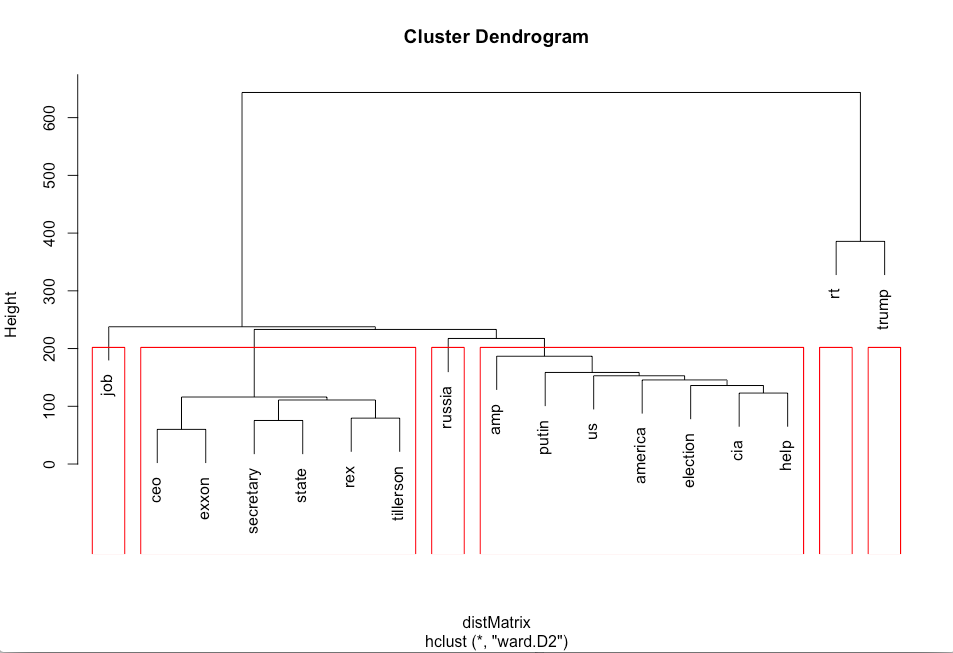 Cluster Dendrogram
Height
600
500
400
300
200
100
0
job
ceo
exxon
secretary
state
rex
tillerson
russia
amp
putin
us
america
election
cia
help
rt
trump
distMatrix
hclust (*, "ward.D2")